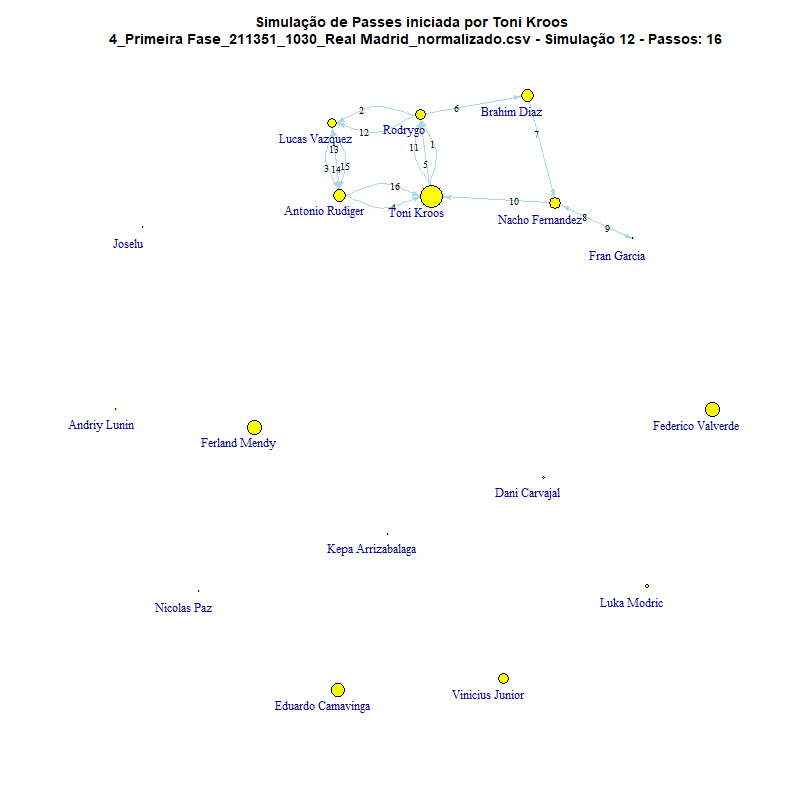 Simulação de Passes iniciada por Toni Kroos
4_Primeira Fase_211351_1030_Real Madrid_normalizado.csv - Simulação 12 - Passos: 16
2
6
Brahim Diaz
12
Rodrygo
7
Lucas Vazquez
11
1
13
3
14
15
5
16
10
Antonio Rudiger
4
Toni Kroos
Nacho Fernandez
8
9
Joselu
Fran Garcia
Andriy Lunin
Ferland Mendy
Federico Valverde
Dani Carvajal
Kepa Arrizabalaga
Nicolas Paz
Luka Modric
Eduardo Camavinga
Vinicius Junior